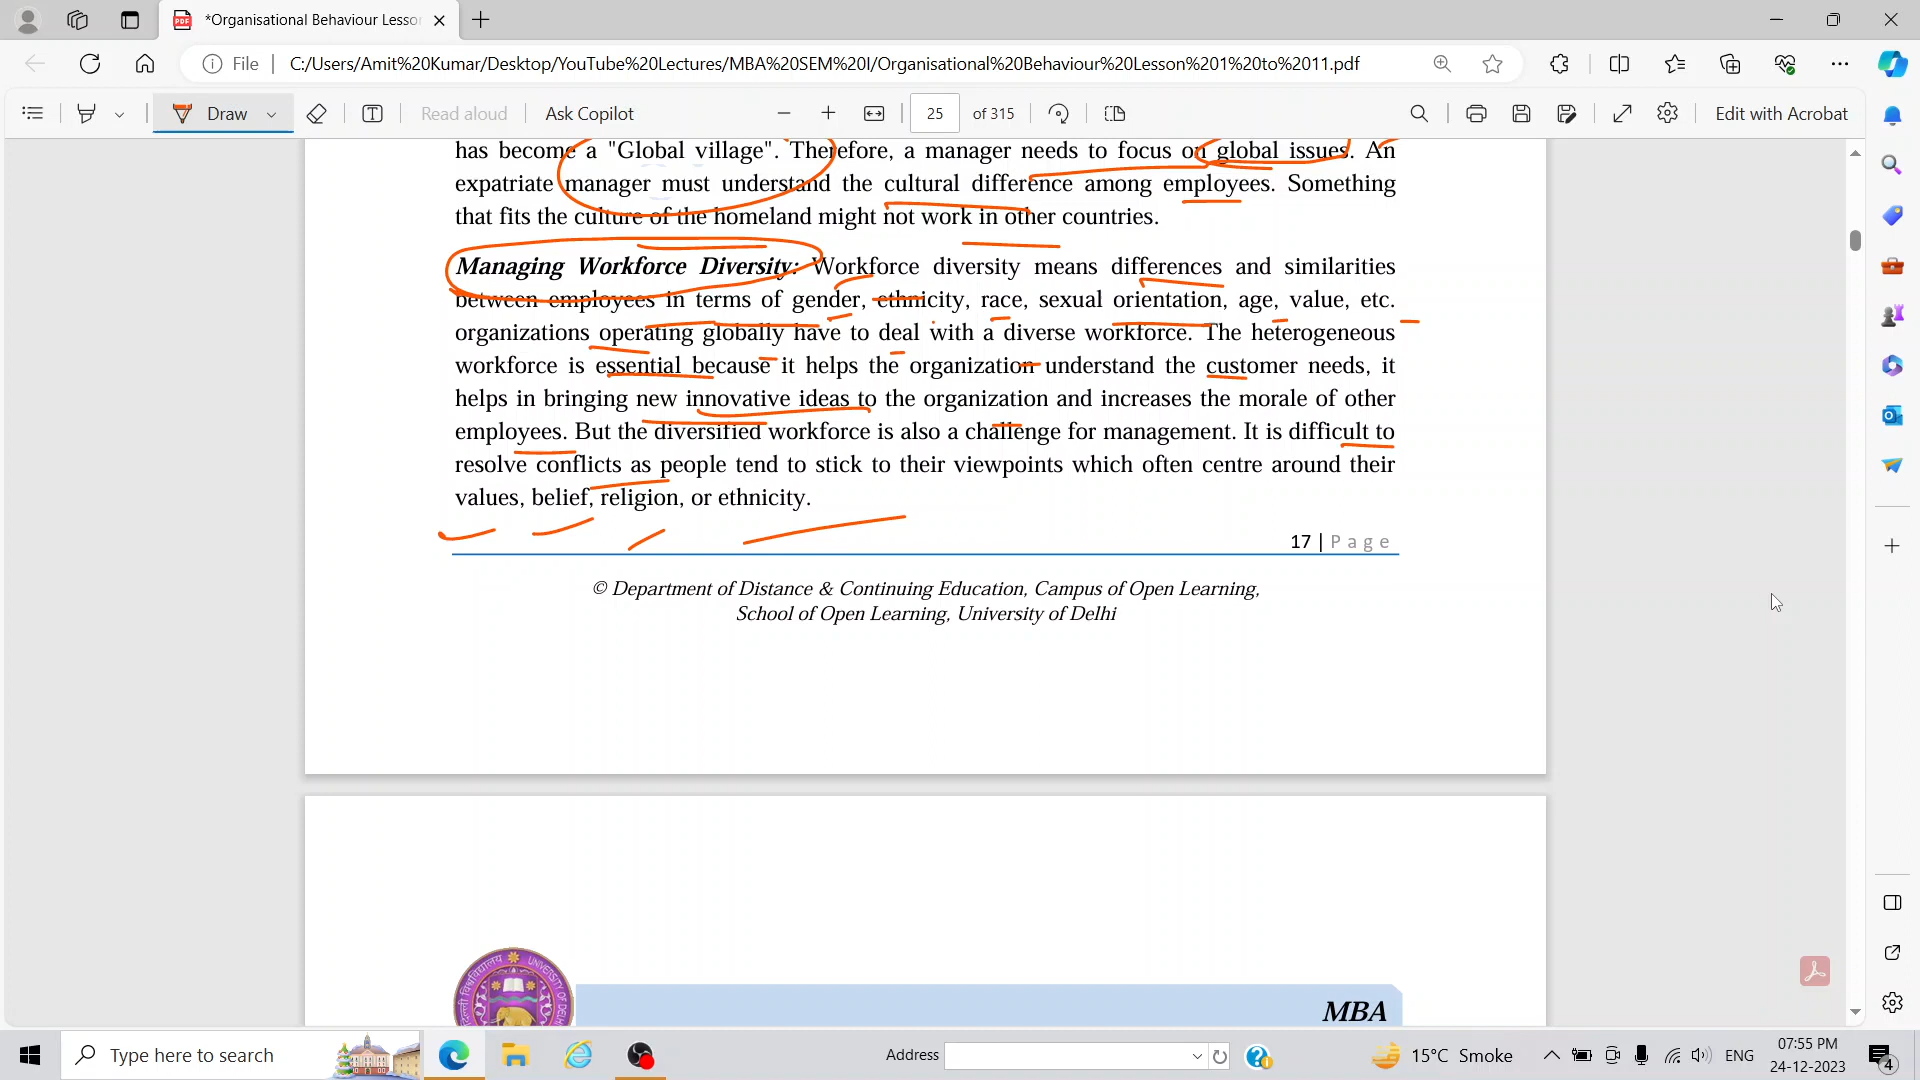 *Organisational Behaviour Lesso
File
C:/Users/Amit%20Kumar/Desktop/YouTube%20Lectures/MBA%20SEM%20I/Organisational%20Behaviour%20Lesson%201%20to%2011.pdf
Draw
Read aloud
Ask Copilot
25 of 315
Edit with Acrobat
has become a "Global village". Therefore, a manager needs to focus on global issues. An
expatriate manager must understand the cultural difference among employees. Something
that fits the culture of the homeland might not work in other countries.
Managing Workforce Diversity: Workforce diversity means differences and similarities
between employees in terms of gender, ethnicity, race, sexual orientation, age, value, etc.
organizations operating globally have to deal with a diverse workforce. The heterogeneous
workforce is essential because it helps the organization understand the customer needs, it
helps in bringing new innovative ideas to the organization and increases the morale of other
employees. But the diversified workforce is also a challenge for management. It is difficult to
resolve conflicts as people tend to stick to their viewpoints which often centre around their
values, belief, religion, or ethnicity.
17 | Page
© Department of Distance & Continuing Education, Campus of Open Learning,
School of Open Learning, University of Delhi
UNIVERSITY OF DELHI
MBA
Type here to search
Address
15°C Smoke
ENG
07:55 PM
24-12-2023
4